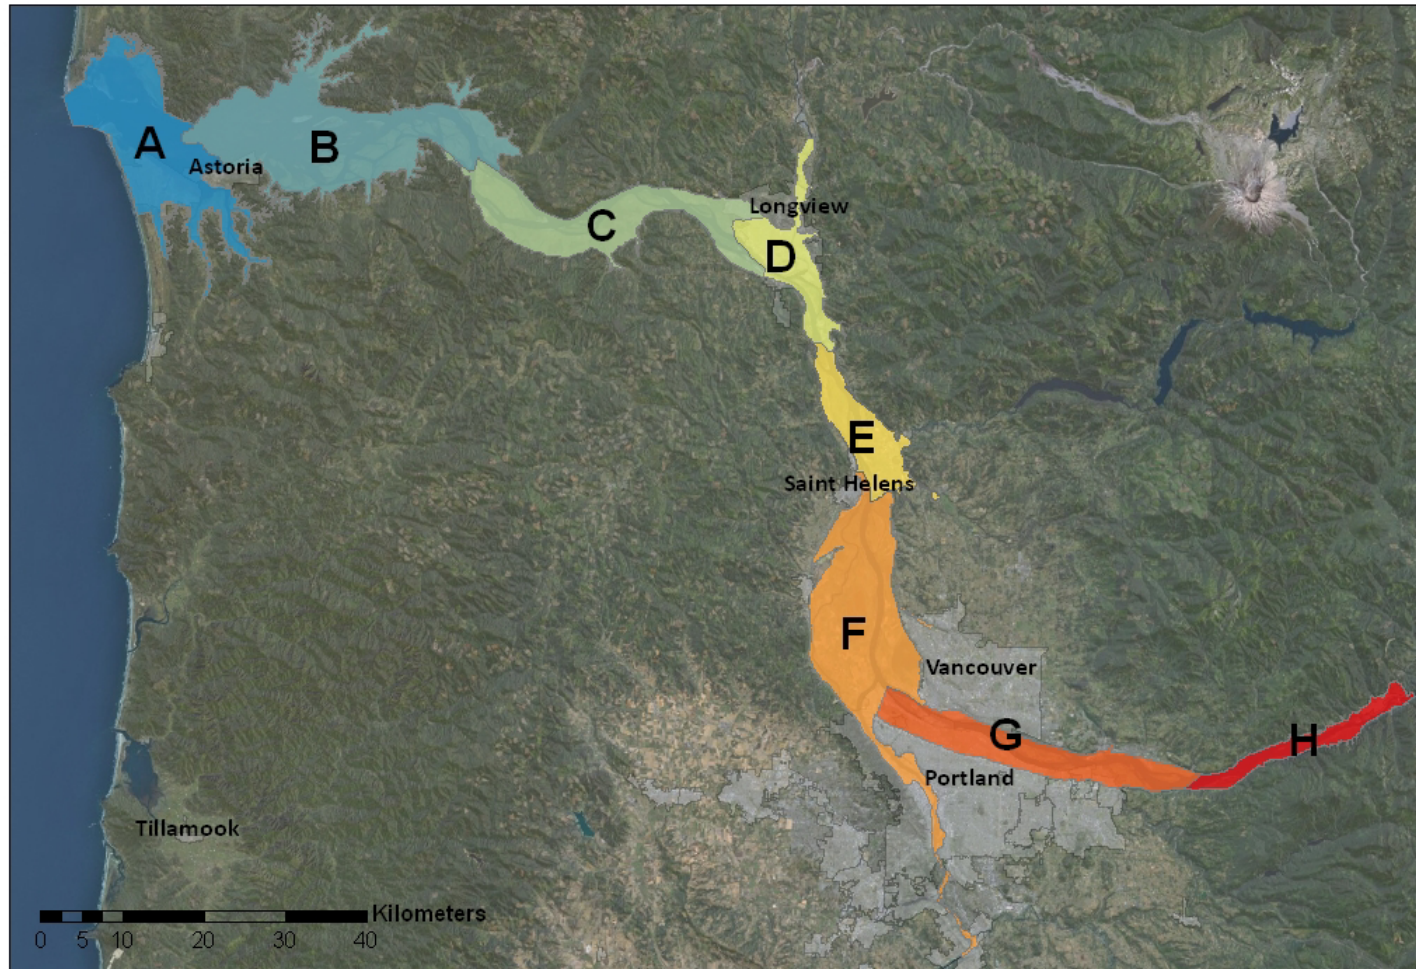 A
B
Astoria
C
Longview
D
E
Saint Helens
F
Vancouver
G
H
Portland
Tillamook
Kilometers
0 5 10 20 30 40